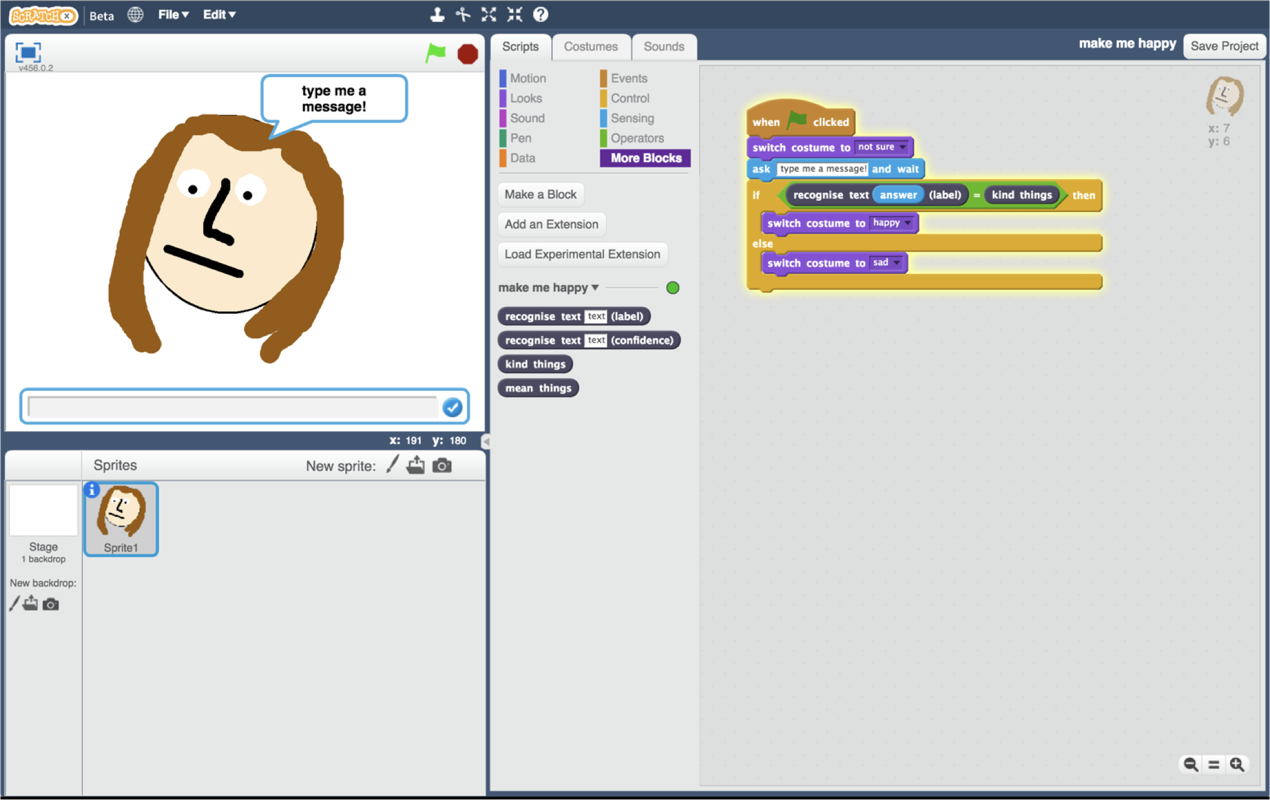 SCRATCHX
Beta
File
Edit
v456.0.2
type me a
message!
x: 191 y: 180
Sprites
New sprite:
Stage
1 backdrop
New backdrop:
Sprite1
Scripts
Costumes
Sounds
make me happy
Save Project
Motion
Looks
Sound
Pen
Data
Events
Control
Sensing
Operators
More Blocks
Make a Block
Add an Extension
Load Experimental Extension
make me happy
recognise text text (label)
recognise text text (confidence)
kind things
mean things
when clicked
switch costume to not sure
ask type me a message! and wait
if recognise text answer (label) = kind things then
switch costume to happy
else
switch costume to sad
x: 7
y: 6